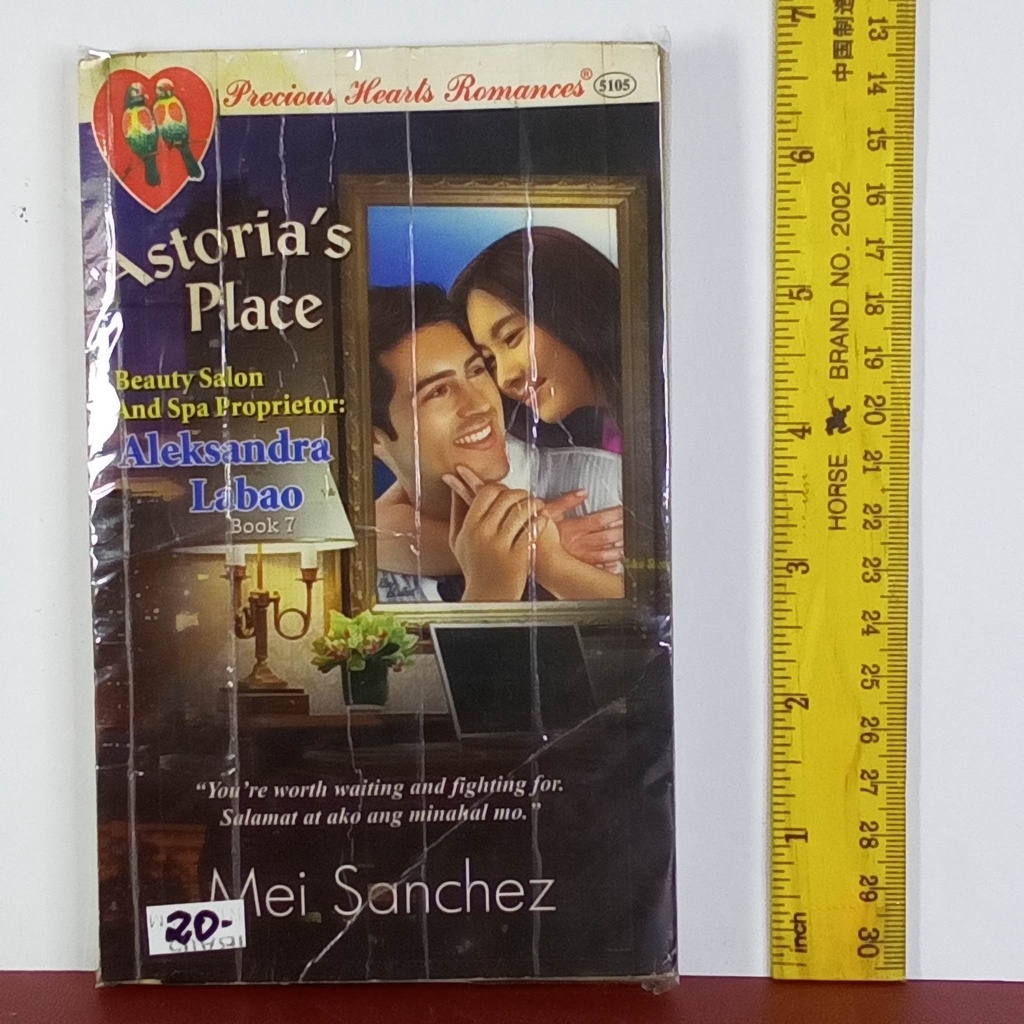 Precious Hearts Romances® 5105
Astoria's
Place
Beauty Salon
And Spa Proprietor:
Aleksandra
Labao
Book 7
"You're worth waiting and fighting for.
Salamat at ako ang minahal mo."
Mei Sanchez
20-
7 6 5 4 3 2 1 inch
中国制造
HORSE BRAND NO. 2002
13 14 15 16 17 18 19 20 21 22 23 24 25 26 27 28 29 30